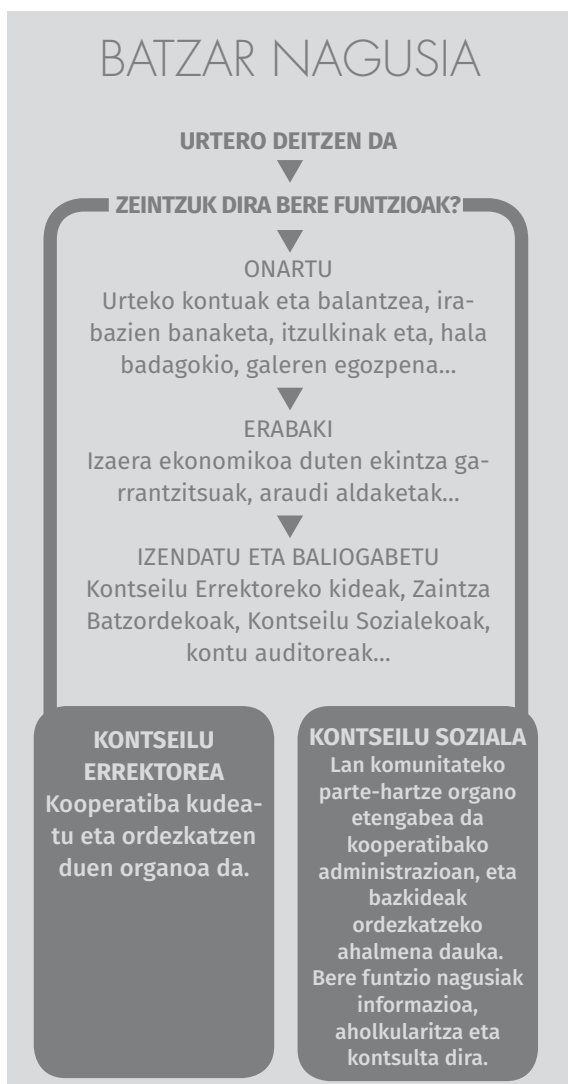 BATZAR NAGUSIA
URTERO DEITZEN DA
ZEINTZUK DIRA BERE FUNTZIOAK?
ONARTU
Urteko kontuak eta balantzea, ira-
bazien banaketa, itzulkinak eta, hala
badagokio, galeren egozpena...
ERABAKI
Izaera ekonomikoa duten ekintza ga-
rrantzitsuak, araudi aldaketak...
IZENDATU ETA BALIOGABETU
Kontseilu Errektoreko kideak, Zaintza
Batzordekoak, Kontseilu Sozialekoak,
kontu auditoreak...
KONTSEILU
ERREKTOREA
Kooperatiba kudea-
tu eta ordezkatzen
duen organoa da.
KONTSEILU SOZIALA
Lan komunitateko
parte-hartze organo
etengabea da
kooperatibako
administrazioan, eta
bazkideak
ordezkatzeko
ahalmena dauka.
Bere funtzio nagusiak
informazioa,
aholkularitza eta
kontsulta dira.